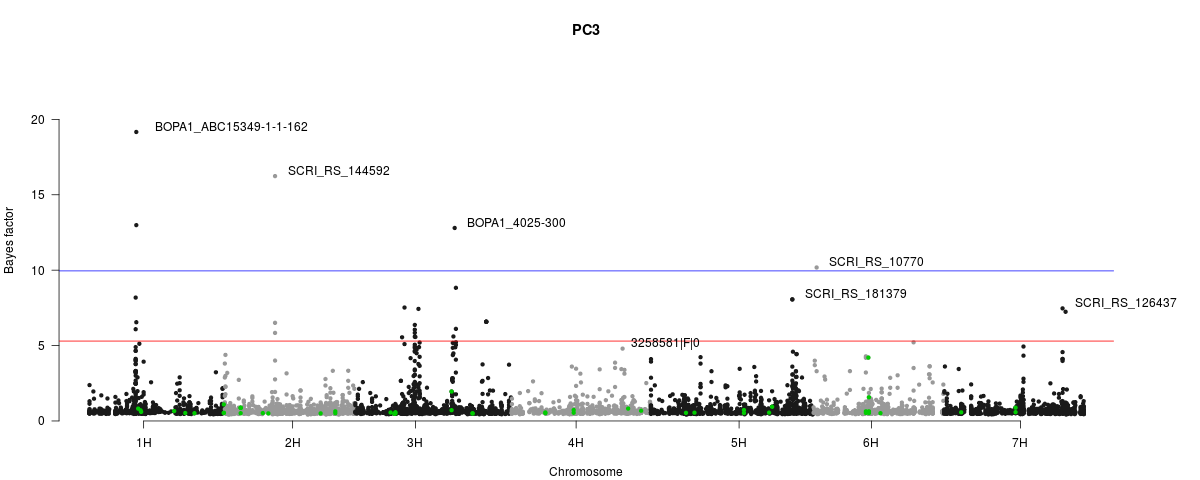 PC3
20
BOPA1_ABC15349-1-1-162
SCRI_RS_144592
15
BOPA1_4025-300
Bayes factor
SCRI_RS_10770
10
SCRI_RS_181379
SCRI_RS_126437
3258581|F|0
5
0
1H 2H 3H 4H 5H 6H 7H
Chromosome